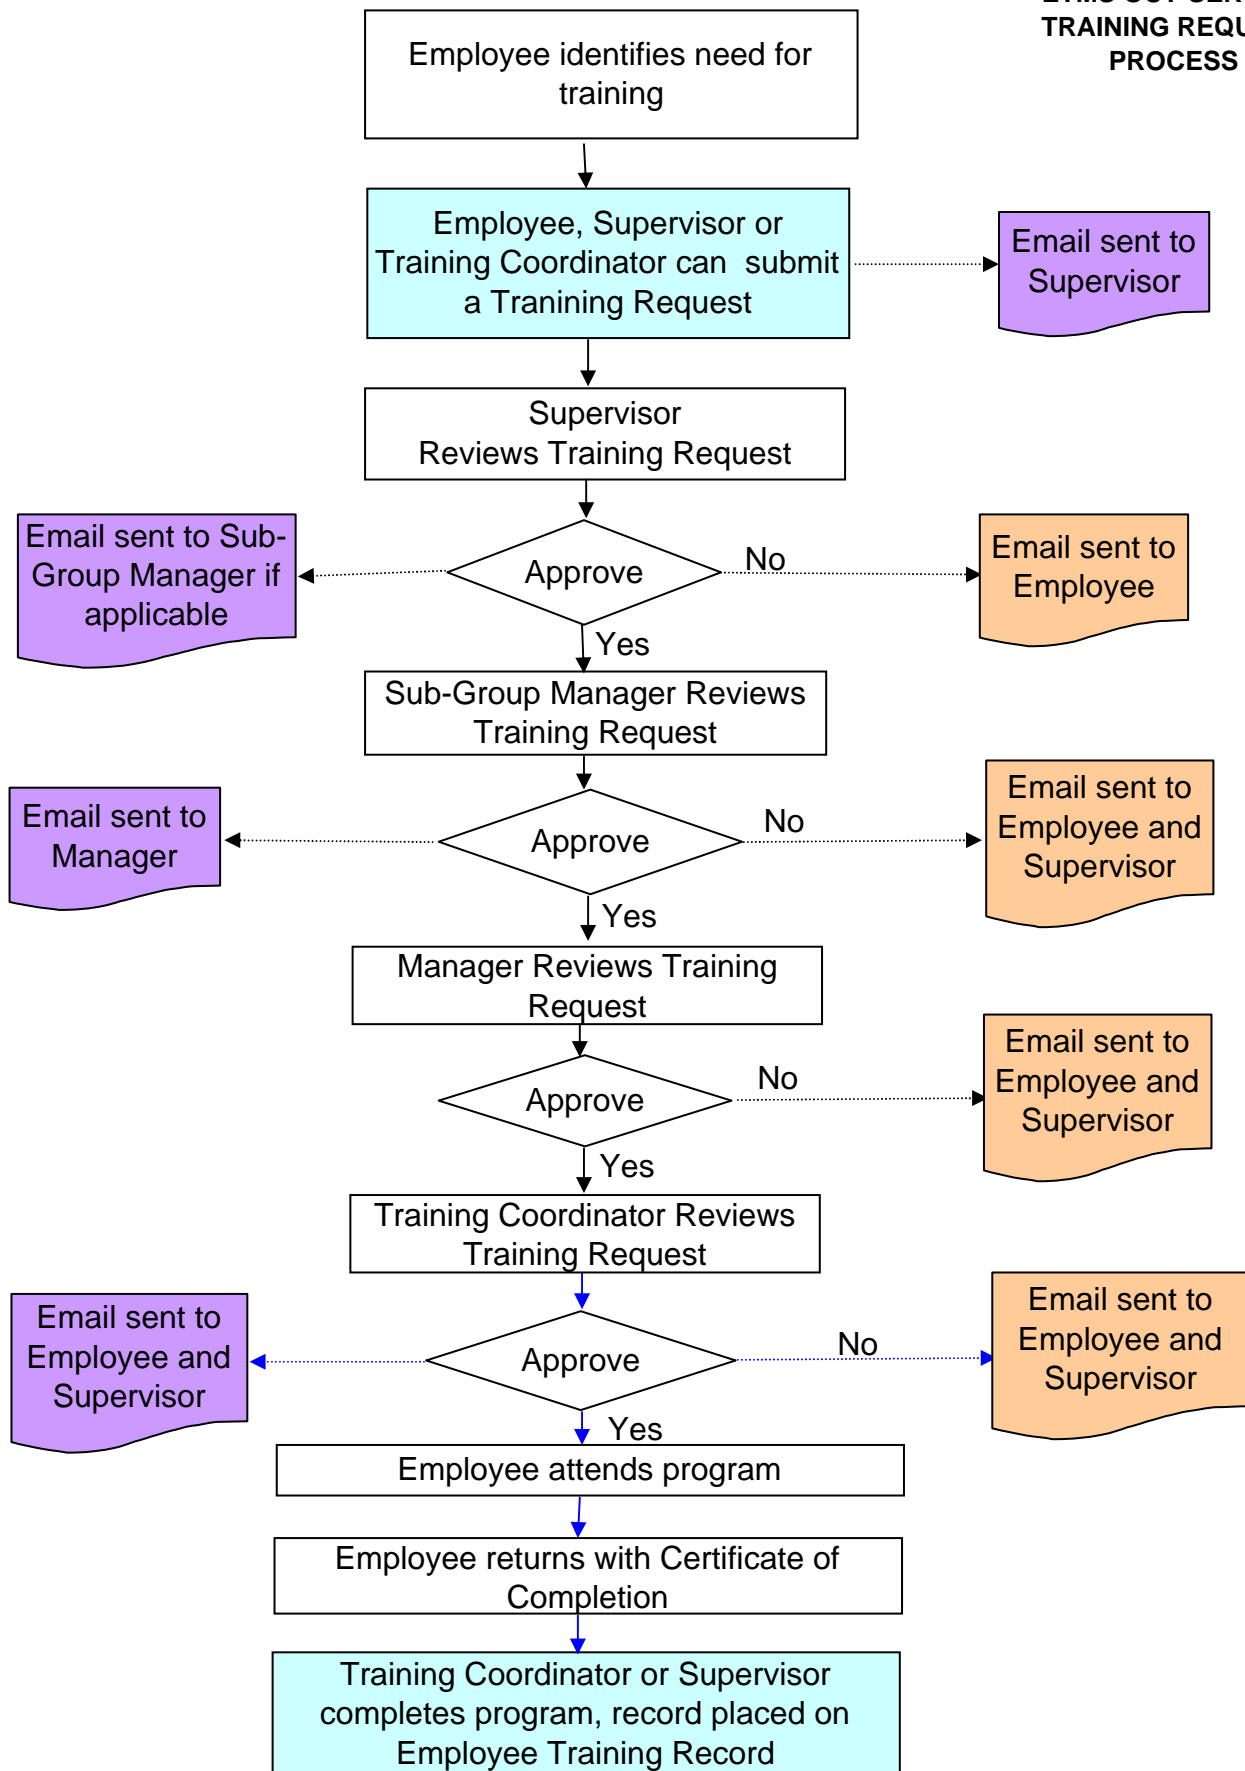 TRAINING
PROCESS
Employee identifies need for
training
Employee, Supervisor or
Training Coordinator can submit
a Tranining Request
Email sent to
Supervisor
Supervisor
Reviews Training Request
Email sent to Sub-
Group Manager if
applicable
Approve
No
Email sent to
Employee
Yes
Sub-Group Manager Reviews
Training Request
Email sent to
Manager
Approve
No
Email sent to
Employee and
Supervisor
Yes
Manager Reviews Training
Request
Approve
No
Email sent to
Employee and
Supervisor
Yes
Training Coordinator Reviews
Training Request
Email sent to
Employee and
Supervisor
Approve
No
Email sent to
Employee and
Supervisor
Yes
Employee attends program
Employee returns with Certificate of
Completion
Training Coordinator or Supervisor
completes program, record placed on
Employee Training Record